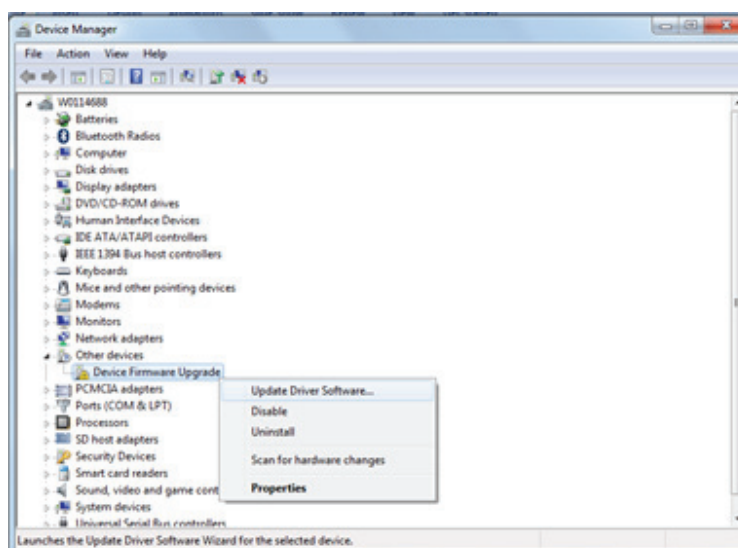 Device Manager
File Action View Help
W0114688
Batteries
Bluetooth Radios
Computer
Disk drives
Display adapters
DVD/CD-ROM drives
Human Interface Devices
IDE ATA/ATAPI controllers
IEEE 1394 Bus host controllers
Keyboards
Mice and other pointing devices
Modems
Monitors
Network adapters
Other devices
Device Firmware Upgrade
PCMCIA adapters
Update Driver Software...
Ports (COM & LPT)
Disable
Processors
Uninstall
SD host adapters
Security Devices
Scan for hardware changes
Smart card readers
Sound, video and game cont
Properties
System devices
Universal Serial Bus controllers
Launches the Update Driver Software Wizard for the selected device.